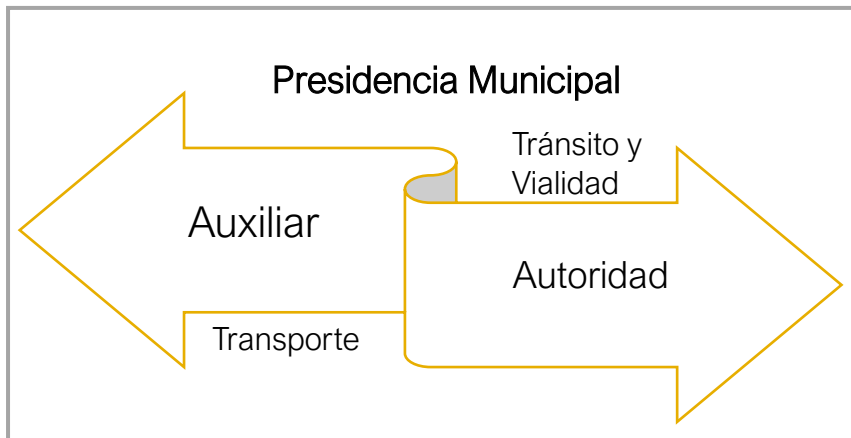 Presidencia Municipal
Tránsito y
Vialidad
Auxiliar
Autoridad
Transporte